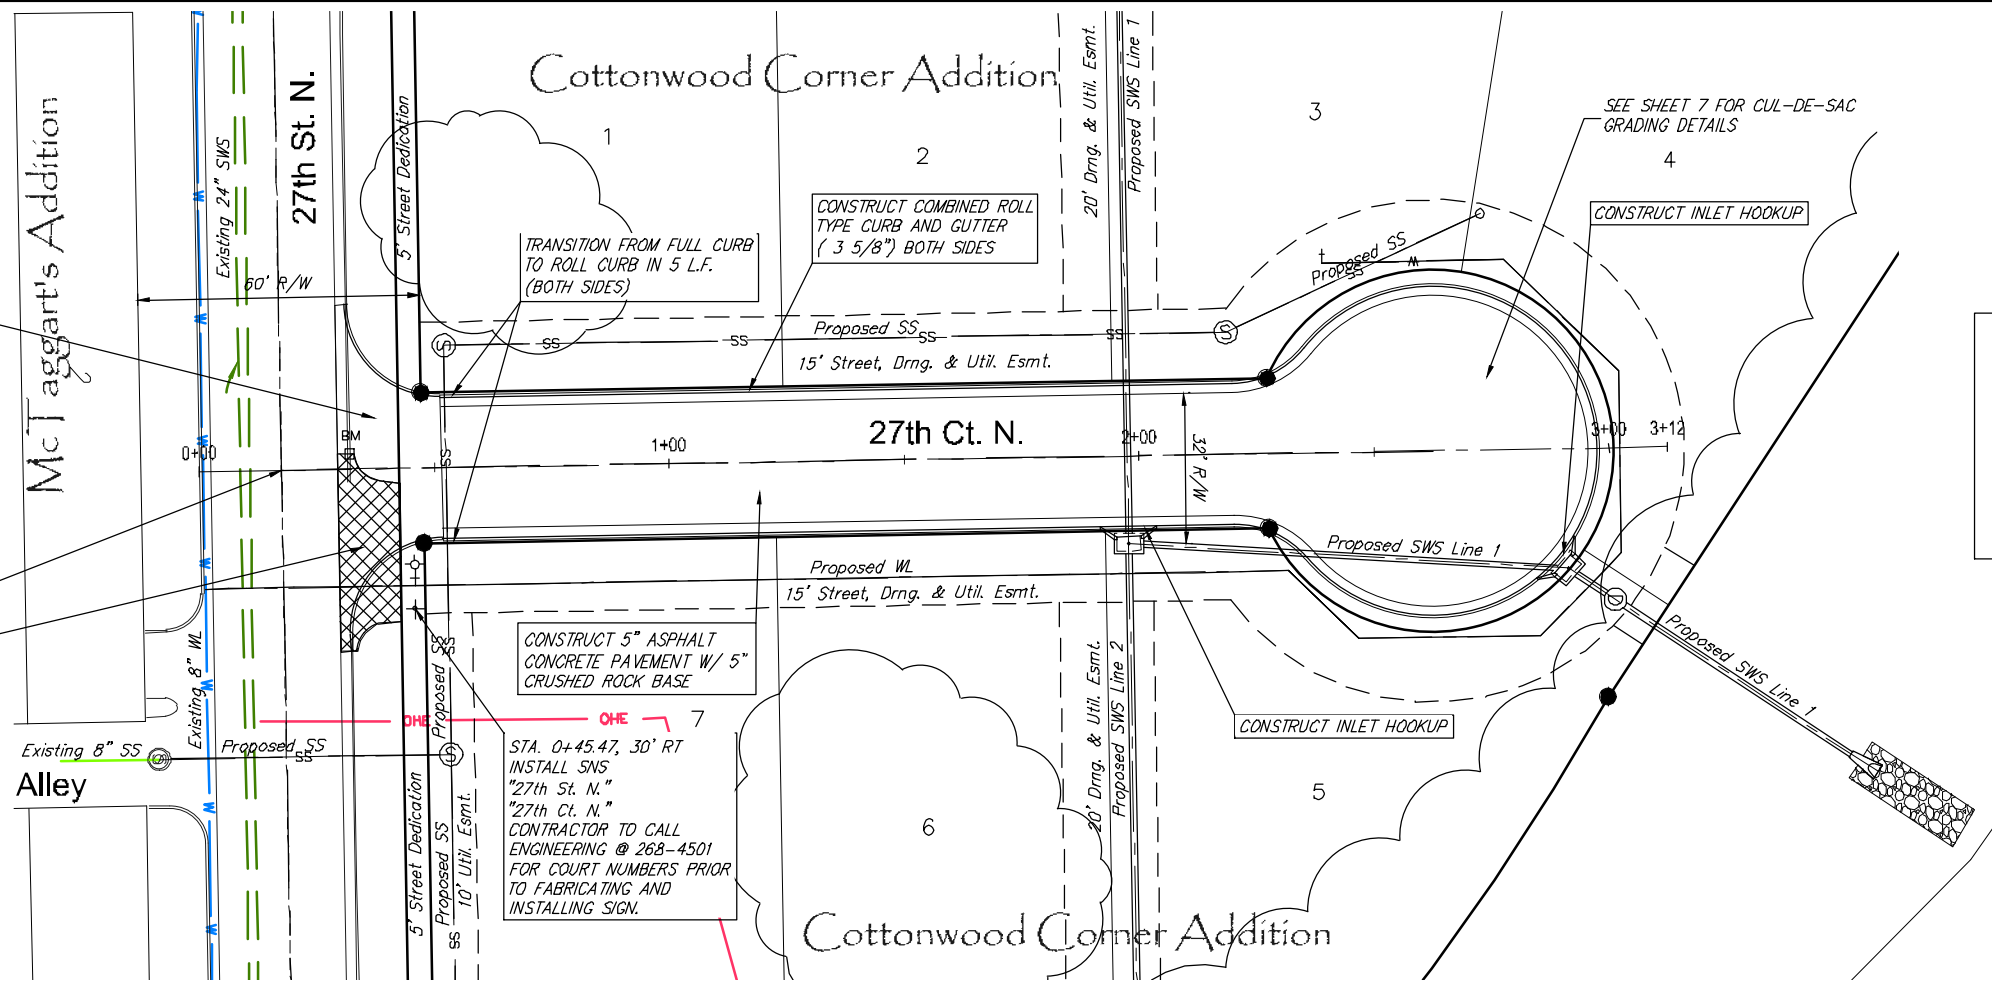 Cottonwood Corner Addition
McTaggart's Addition
Existing 24" SWS
27th St. N.
5' Street Dedication
60' R/W
1
2
3
4
20' Drng. & Util. Esmt.
Proposed SWS Line 1
SEE SHEET 7 FOR CUL-DE-SAC
GRADING DETAILS
CONSTRUCT INLET HOOKUP
CONSTRUCT COMBINED ROLL
TYPE CURB AND GUTTER
( 3 5/8") BOTH SIDES
TRANSITION FROM FULL CURB
TO ROLL CURB IN 5 L.F.
(BOTH SIDES)
Proposed SS
Proposed SS
15' Street, Drng. & Util. Esmt.
27th Ct. N.
BM
0+00
1+00
2+00
3+00
3+12
32' R/W
Proposed SWS Line 1
Proposed WL
15' Street, Drng. & Util. Esmt.
CONSTRUCT 5" ASPHALT
CONCRETE PAVEMENT W/ 5"
CRUSHED ROCK BASE
Existing 8" WL
Proposed SS
OHE
OHE
7
CONSTRUCT INLET HOOKUP
Proposed SWS Line 1
Existing 8" SS
Proposed SS
Alley
STA. 0+45.47, 30' RT
INSTALL SNS
"27th St. N."
"27th Ct. N."
CONTRACTOR TO CALL
ENGINEERING @ 268-4501
FOR COURT NUMBERS PRIOR
TO FABRICATING AND
INSTALLING SIGN.
5' Street Dedication
Proposed SS
10' Util. Esmt.
20' Drng. & Util. Esmt.
Proposed SWS Line 2
6
5
Cottonwood Corner Addition
SS
SS
SS
SS
SS
SS
SS
SS
SS
W
W
W
W
W
W
W
W
S
S
S